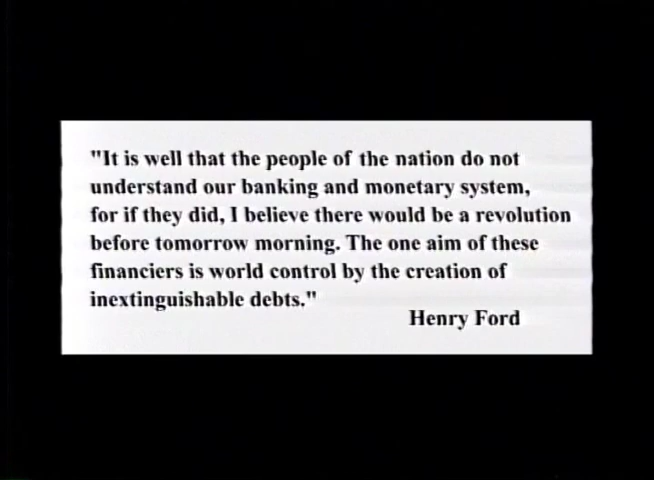 "It is well that the people of the nation do not
understand our banking and monetary system,
for if they did, I believe there would be a revolution
before tomorrow morning. The one aim of these
financiers is world control by the creation of
inextinguishable debts."
Henry Ford